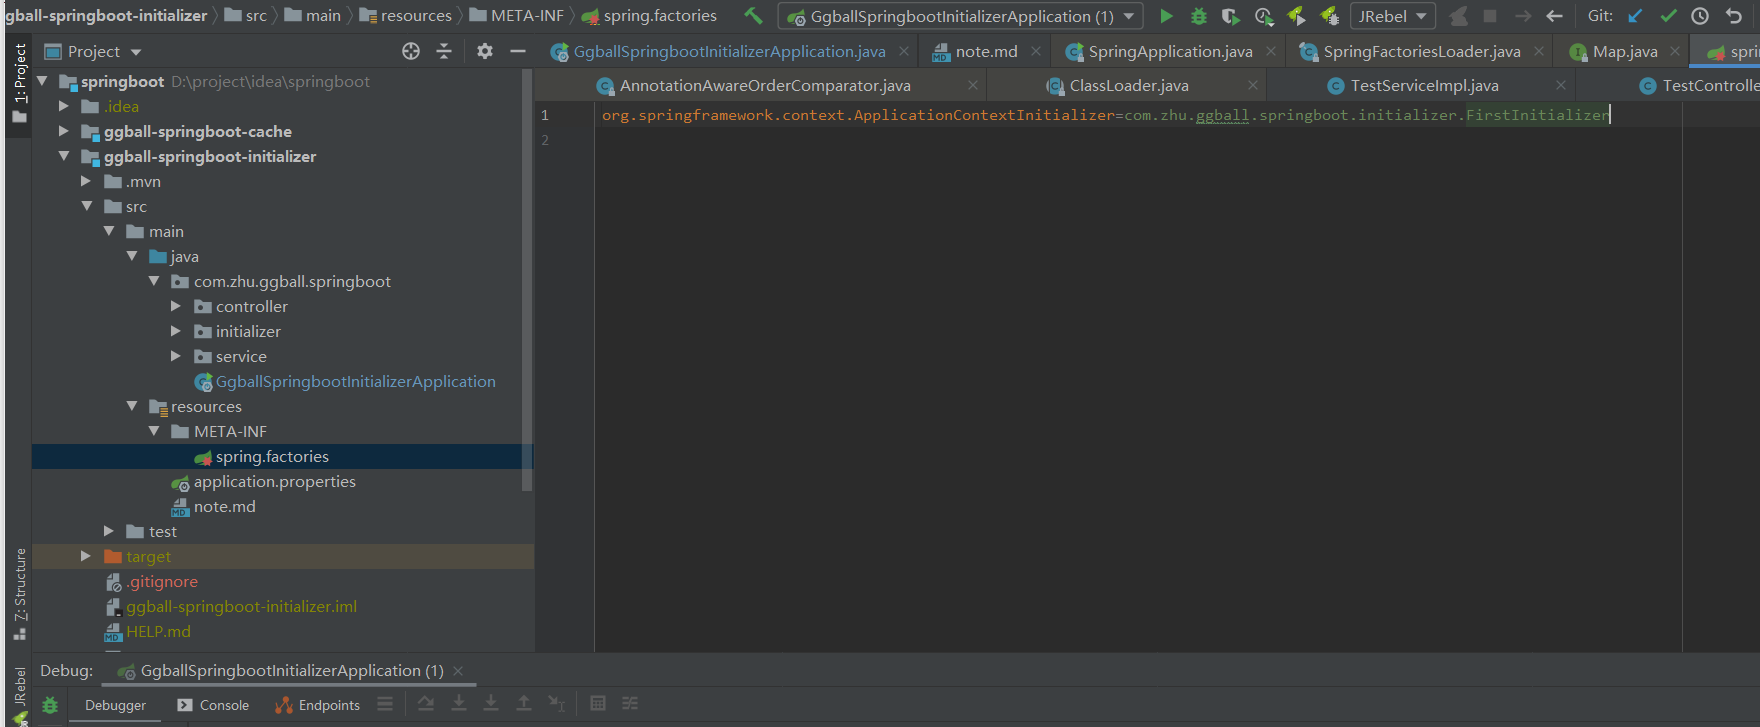 gball-springboot-initializer src main resources META-INF spring.factories GgballSpringbootInitializerApplication (1) JRebel Git:
1: Project
Project
GgballSpringbootInitializerApplication.java note.md SpringApplication.java SpringFactoriesLoader.java Map.java
AnnotationAwareOrderComparator.java ClassLoader.java TestServiceImpl.java
springboot D:\project\idea\springboot
.idea
ggball-springboot-cache
ggball-springboot-initializer
.mvn
src
main
java
com.zhu.ggball.springboot
controller
initializer
service
GgballSpringbootInitializerApplication
resources
META-INF
spring.factories
application.properties
note.md
test
target
.gitignore
ggball-springboot-initializer.iml
HELP.md
1 org.springframework.context.ApplicationContextInitializer=com.zhu.ggball.springboot.initializer.FirstInitializer
2
7: Structure
JRebel
Debug: GgballSpringbootInitializerApplication (1)
Debugger Console Endpoints